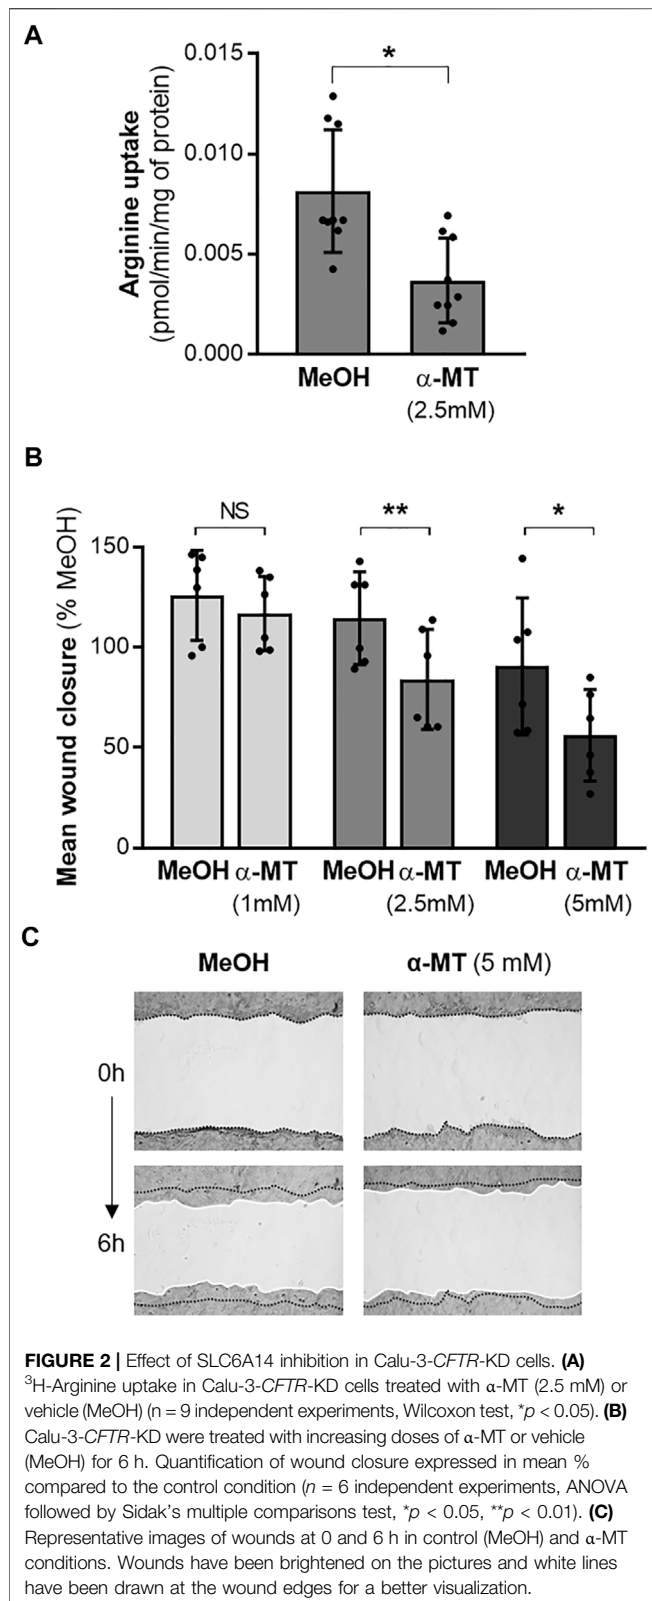 A
0.015
0.010
0.005
0.000
Arginine uptake
(pmol/min/mg of protein)
*
MeOH α-MT
(2.5mM)
B
Mean wound closure (% MeOH)
150
100
50
0
NS ** *
MeOH α-MT MeOH α-MT MeOH α-MT
(1mM) (2.5mM) (5mM)
C
MeOH α-MT (5 mM)
0h
6h
FIGURE 2 | Effect of SLC6A14 inhibition in Calu-3-CFTR-KD cells. (A)
³H-Arginine uptake in Calu-3-CFTR-KD cells treated with α-MT (2.5 mM) or
vehicle (MeOH) (n = 9 independent experiments, Wilcoxon test, *p < 0.05). (B)
Calu-3-CFTR-KD were treated with increasing doses of α-MT or vehicle
(MeOH) for 6 h. Quantification of wound closure expressed in mean %
compared to the control condition (n = 6 independent experiments, ANOVA
followed by Sidak's multiple comparisons test, *p < 0.05, **p < 0.01). (C)
Representative images of wounds at 0 and 6 h in control (MeOH) and α-MT
conditions. Wounds have been brightened on the pictures and white lines
have been drawn at the wound edges for a better visualization.